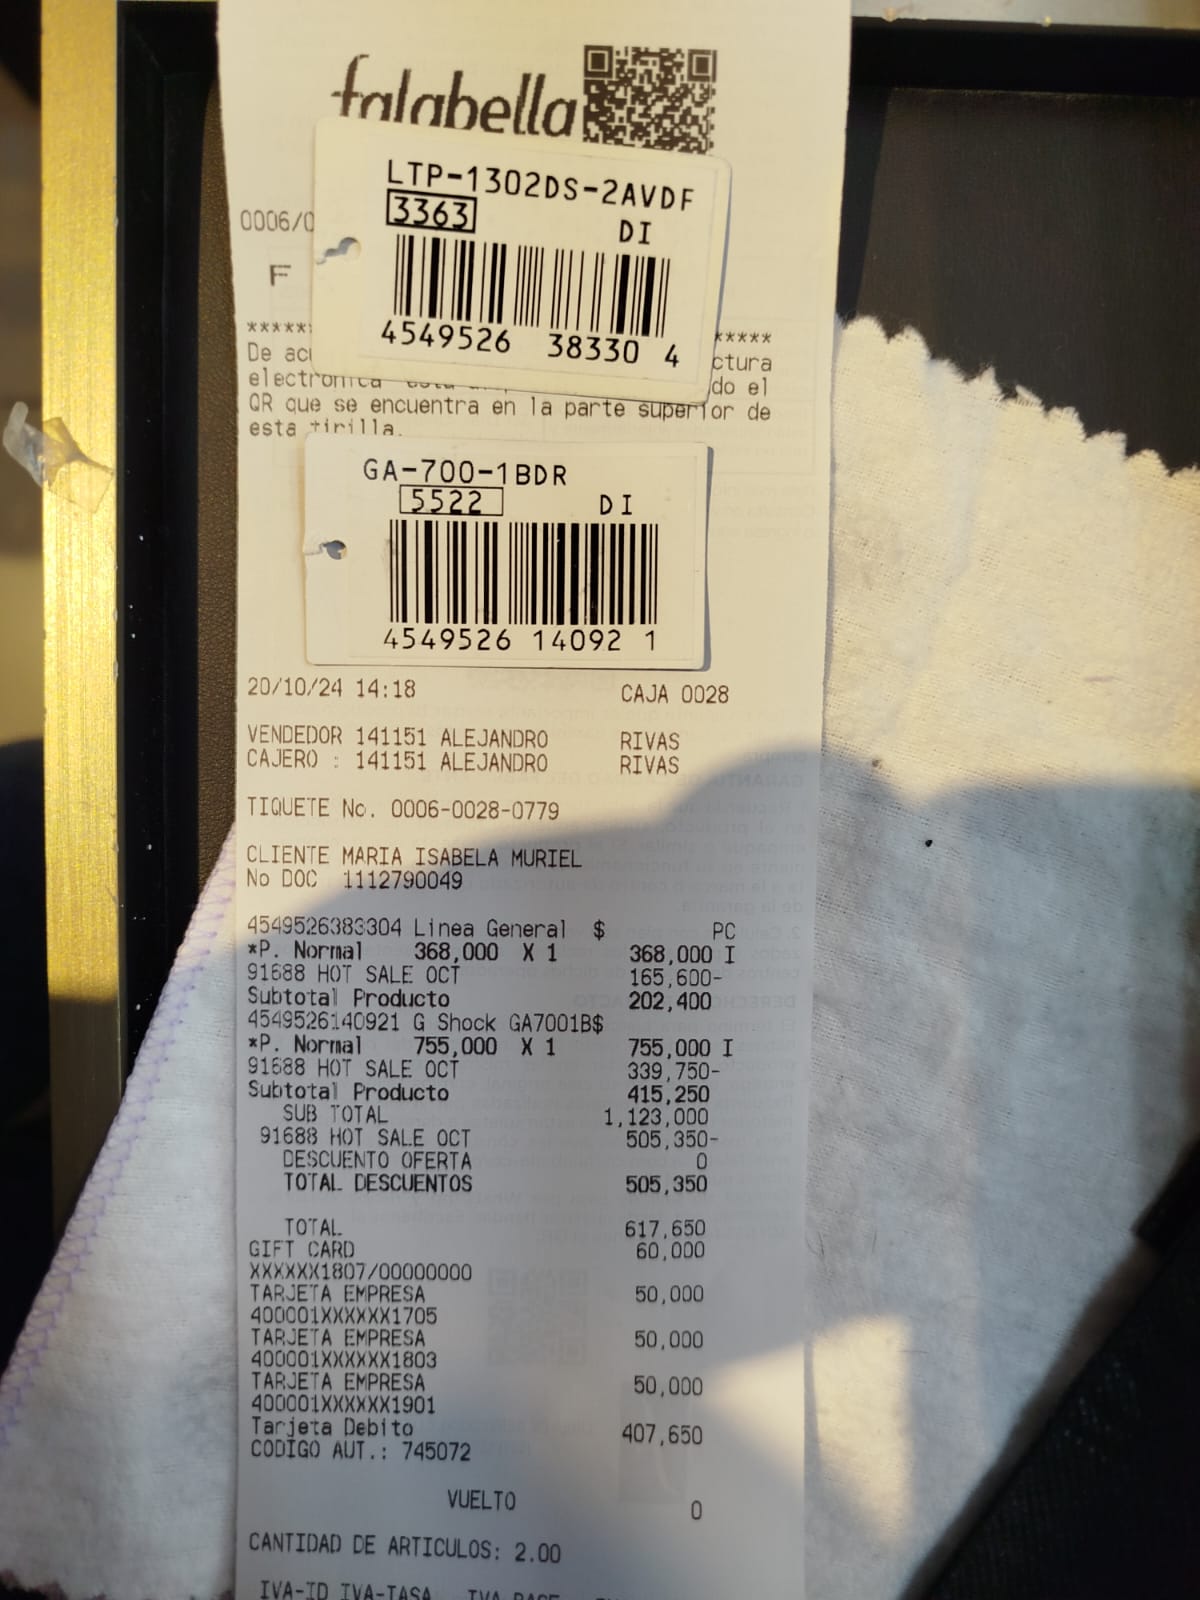 falabella
LTP-1302DS-2AVDF
3363 DI
4549526 38330 4
0006/0
F
***** *****
De ctura
electronica do el
QR que se encuentra en la parte superior de
esta tirilla.
GA-700-1BDR
5522 DI
4549526 14092 1
20/10/24 14:18 CAJA 0028
VENDEDOR 141151 ALEJANDRO RIVAS
CAJERO : 141151 ALEJANDRO RIVAS
TIQUETE No. 0006-0028-0779
CLIENTE MARIA ISABELA MURIEL
No DOC 1112790049
4549526383304 Linea General $ PC
*P. Normal 368,000 X 1 368,000 I
91688 HOT SALE OCT 165,600-
Subtotal Producto 202,400
4549526140921 G Shock GA7001B$
*P. Normal 755,000 X 1 755,000 I
91688 HOT SALE OCT 339,750-
Subtotal Producto 415,250
SUB TOTAL 1,123,000
91688 HOT SALE OCT 505,350-
DESCUENTO OFERTA 0
TOTAL DESCUENTOS 505,350
TOTAL 617,650
GIFT CARD 60,000
XXXXXX1807/00000000
TARJETA EMPRESA 50,000
400001XXXXXX1705
TARJETA EMPRESA 50,000
400001XXXXXX1803
TARJETA EMPRESA 50,000
400001XXXXXX1901
Tarjeta Debito 407,650
CODIGO AUT.: 745072
VUELTO 0
CANTIDAD DE ARTICULOS: 2.00
IVA-ID IVA-TASA IVA BASE